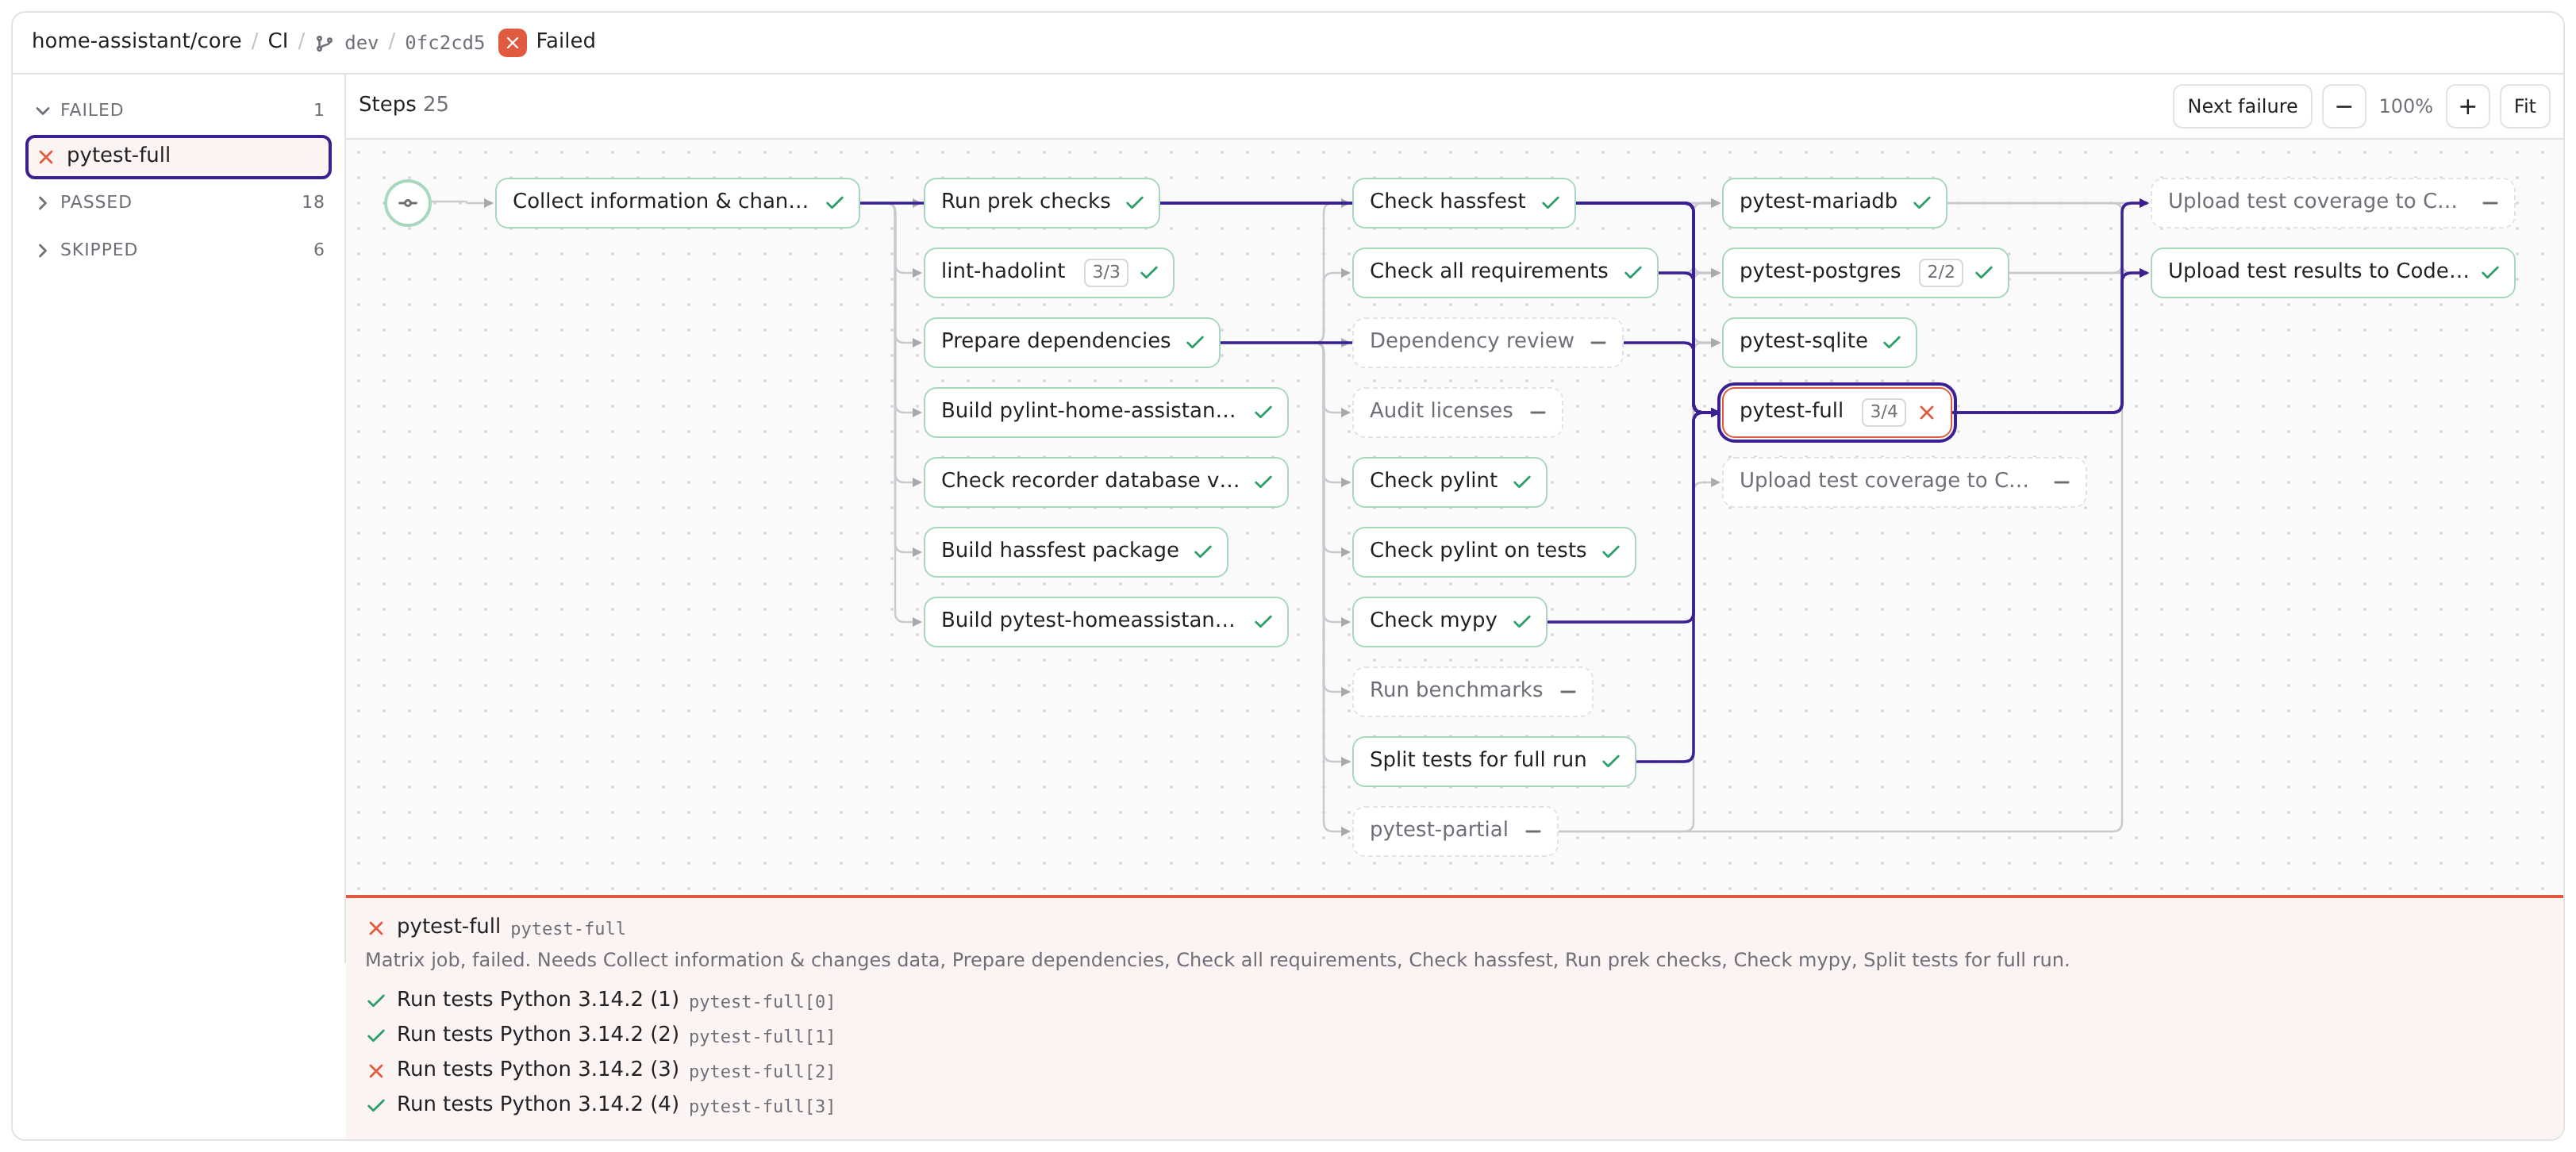 home-assistant/core / CI / dev / 0fc2cd5 Failed
FAILED 1
pytest-full
PASSED 18
SKIPPED 6
Steps 25
Next failure − 100% + Fit
Collect information & chan...
Run prek checks
lint-hadolint 3/3
Prepare dependencies
Build pylint-home-assistan...
Check recorder database v...
Build hassfest package
Build pytest-homeassistan...
Check hassfest
Check all requirements
Dependency review
Audit licenses
Check pylint
Check pylint on tests
Check mypy
Run benchmarks
Split tests for full run
pytest-partial
pytest-mariadb
pytest-postgres 2/2
pytest-sqlite
pytest-full 3/4
Upload test coverage to C...
Upload test coverage to C...
Upload test results to Code...
pytest-full pytest-full
Matrix job, failed. Needs Collect information & changes data, Prepare dependencies, Check all requirements, Check hassfest, Run prek checks, Check mypy, Split tests for full run.
Run tests Python 3.14.2 (1) pytest-full[0]
Run tests Python 3.14.2 (2) pytest-full[1]
Run tests Python 3.14.2 (3) pytest-full[2]
Run tests Python 3.14.2 (4) pytest-full[3]